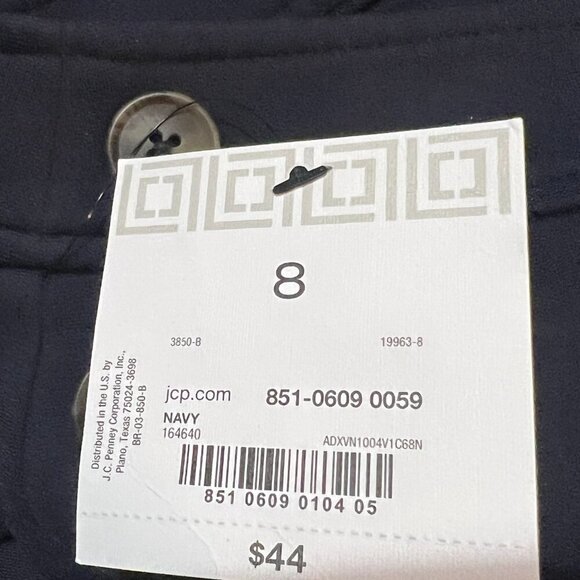 8
3850-8 19963-8
Distributed in the U.S. by
J.C. Penney Corporation, Inc.,
Plano, Texas 75024-3698
BR-03-850-B
jcp.com 851-0609 0059
NAVY
164640 ADXVN1004V1C68N
851 0609 0104 05
$44